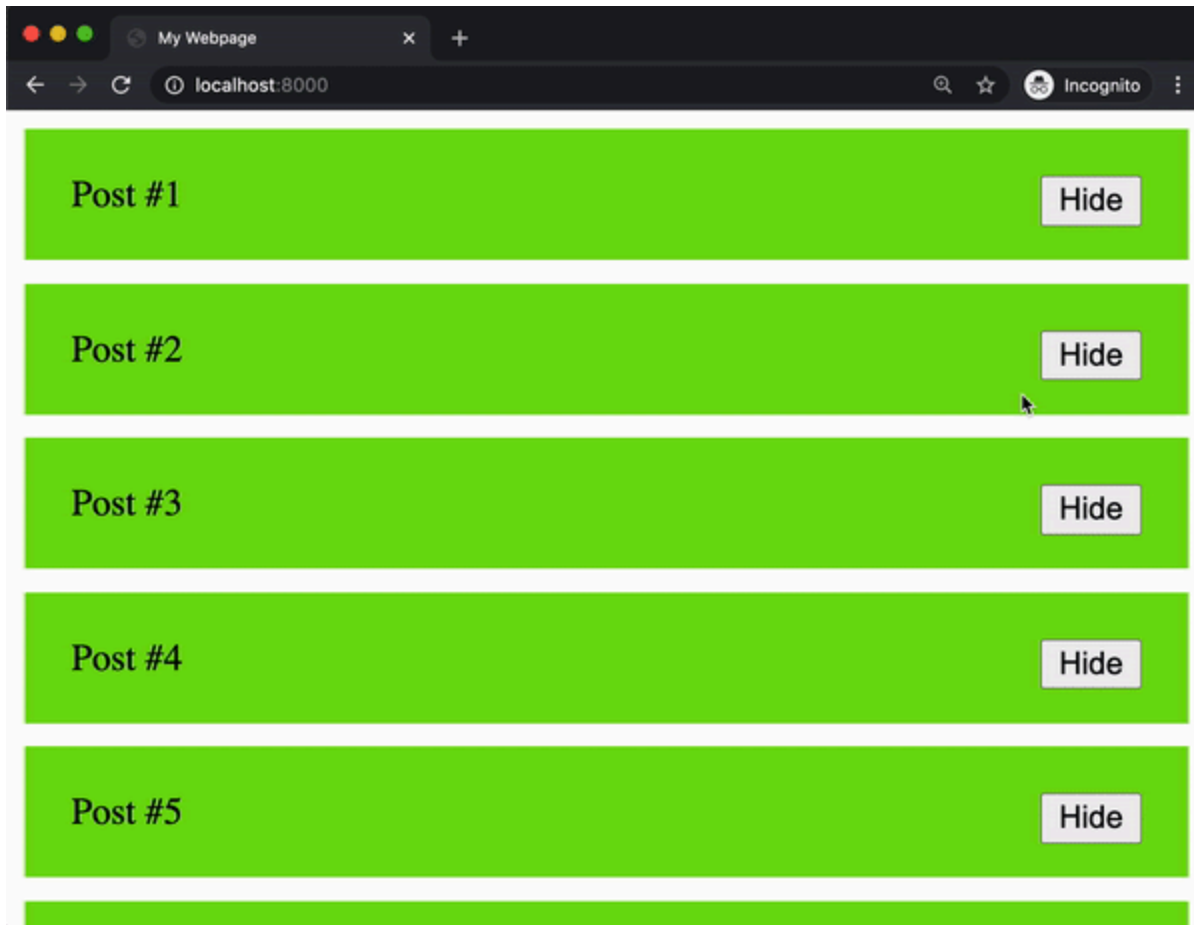 My Webpage
localhost:8000
Incognito
Post #1
Hide
Post #2
Hide
Post #3
Hide
Post #4
Hide
Post #5
Hide